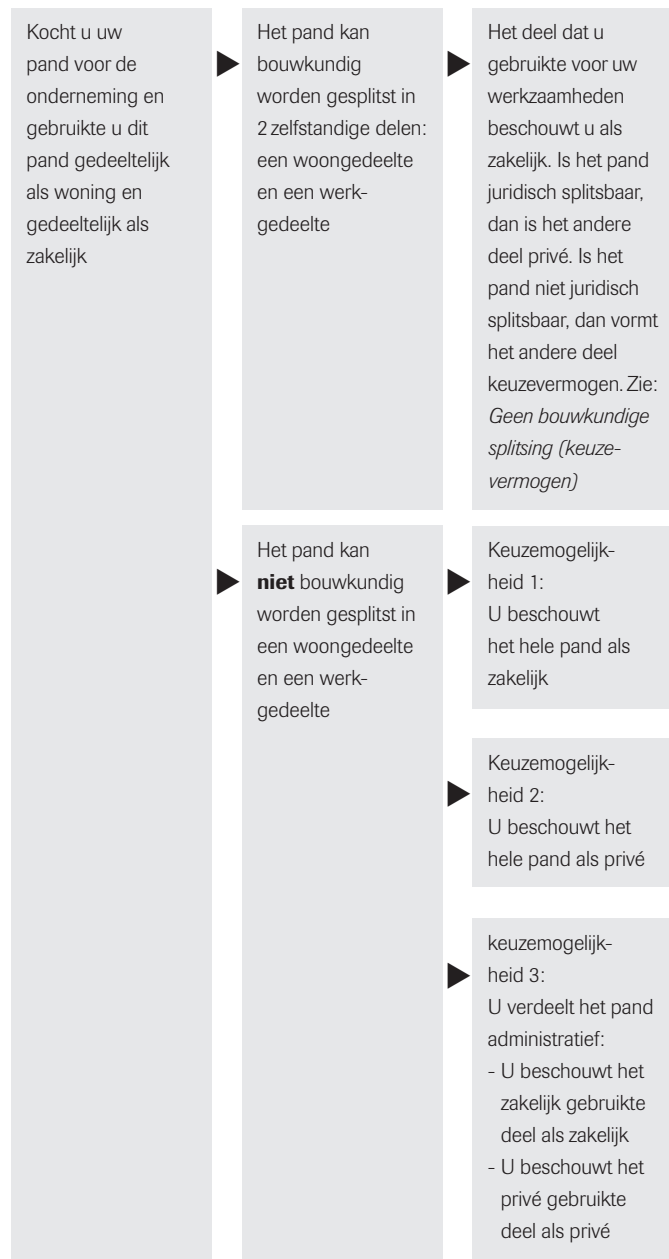 Kocht u uw
pand voor de
onderneming en
gebruikte u dit
pand gedeeltelijk
als woning en
gedeeltelijk als
zakelijk
Het pand kan
bouwkundig
worden gesplitst in
2 zelfstandige delen:
een woongedeelte
en een werk-
gedeelte
Het deel dat u
gebruikte voor uw
werkzaamheden
beschouwt u als
zakelijk. Is het pand
juridisch splitsbaar,
dan is het andere
deel privé. Is het
pand niet juridisch
splitsbaar, dan vormt
het andere deel
keuzevermogen. Zie:
Geen bouwkundige
splitsing (keuze-
vermogen)
Het pand kan
niet bouwkundig
worden gesplitst in
een woongedeelte
en een werk-
gedeelte
Keuzemogelijk-
heid 1:
U beschouwt
het hele pand als
zakelijk
Keuzemogelijk-
heid 2:
U beschouwt het
hele pand als privé
keuzemogelijk-
heid 3:
U verdeelt het pand
administratief:
- U beschouwt het
zakelijk gebruikte
deel als zakelijk
- U beschouwt het
privé gebruikte
deel als privé